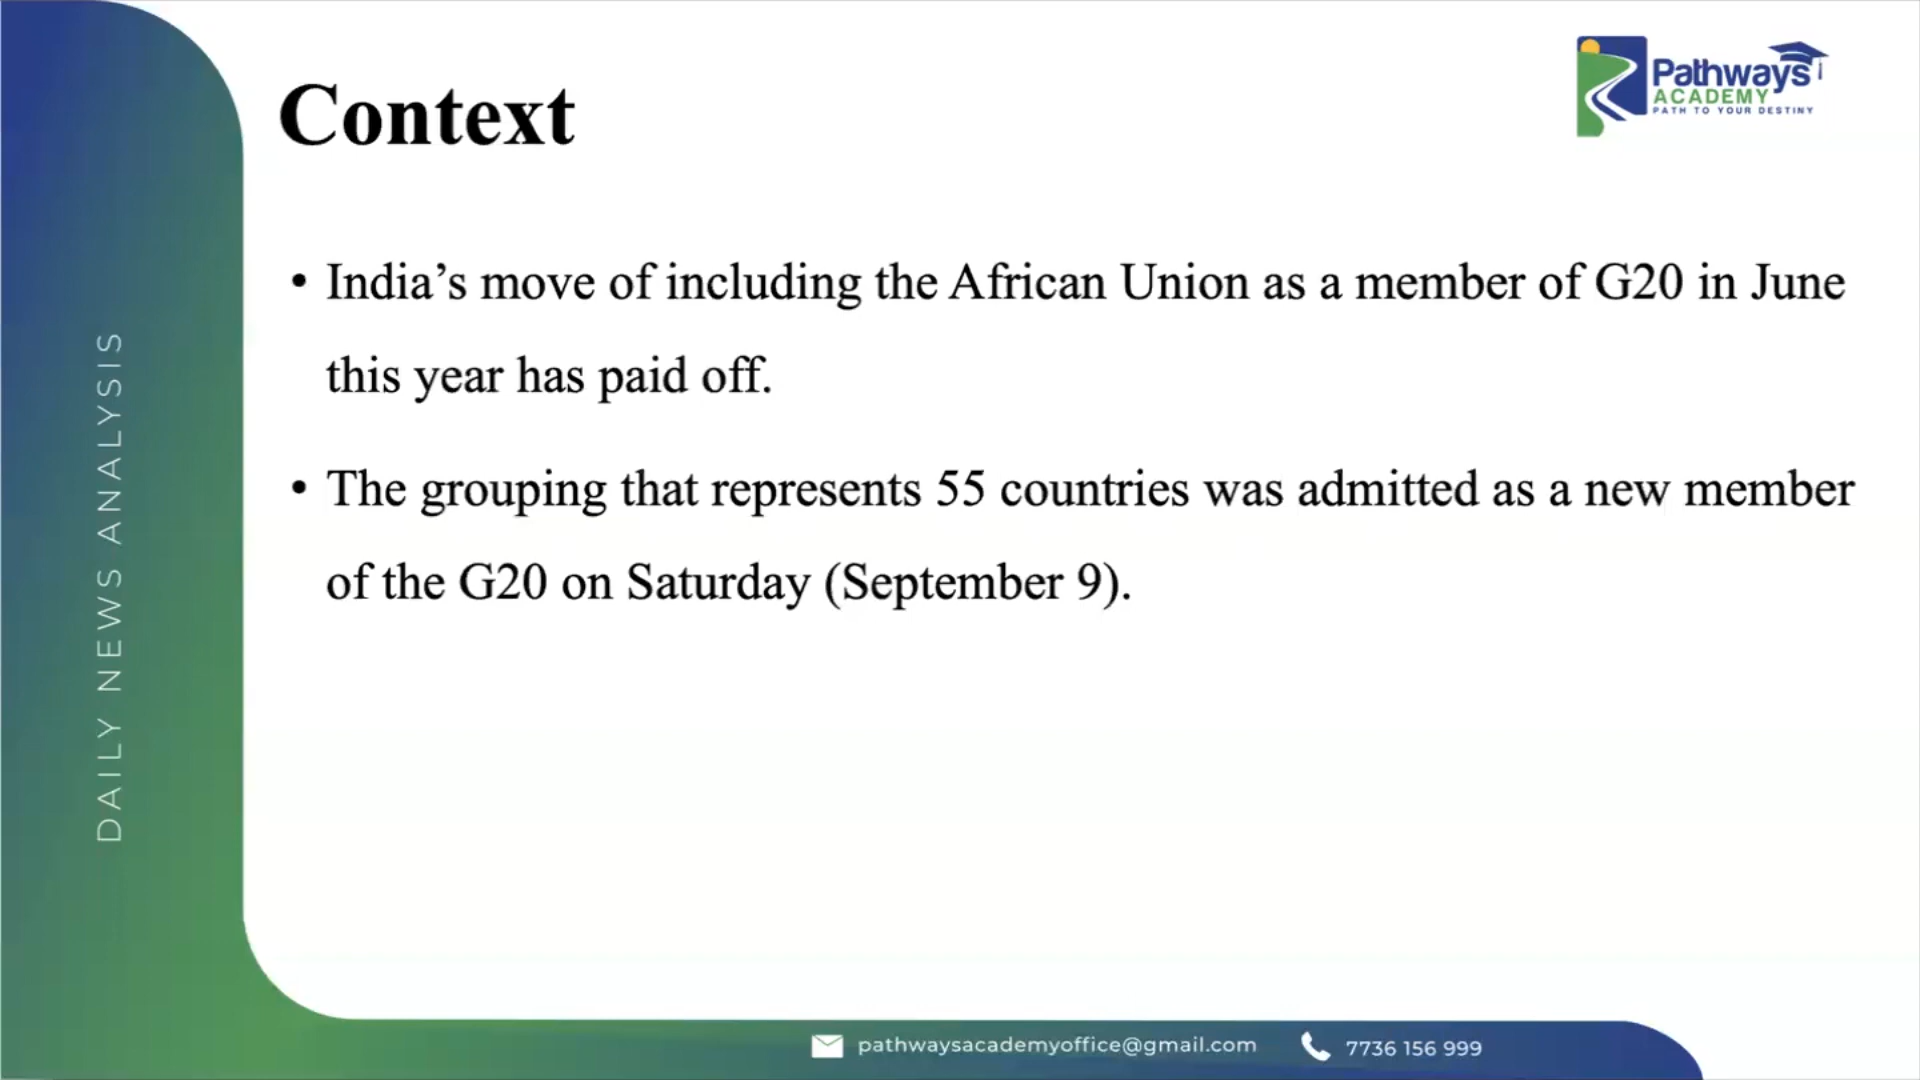 Context
Pathways
ACADEMY
PATH TO YOUR DESTINY
• India’s move of including the African Union as a member of G20 in June
this year has paid off.
• The grouping that represents 55 countries was admitted as a new member
of the G20 on Saturday (September 9).
DAILY NEWS ANALYSIS
pathwaysacademyoffice@gmail.com
7736 156 999